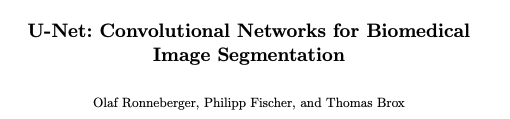 U-Net: Convolutional Networks for Biomedical
Image Segmentation
Olaf Ronneberger, Philipp Fischer, and Thomas Brox